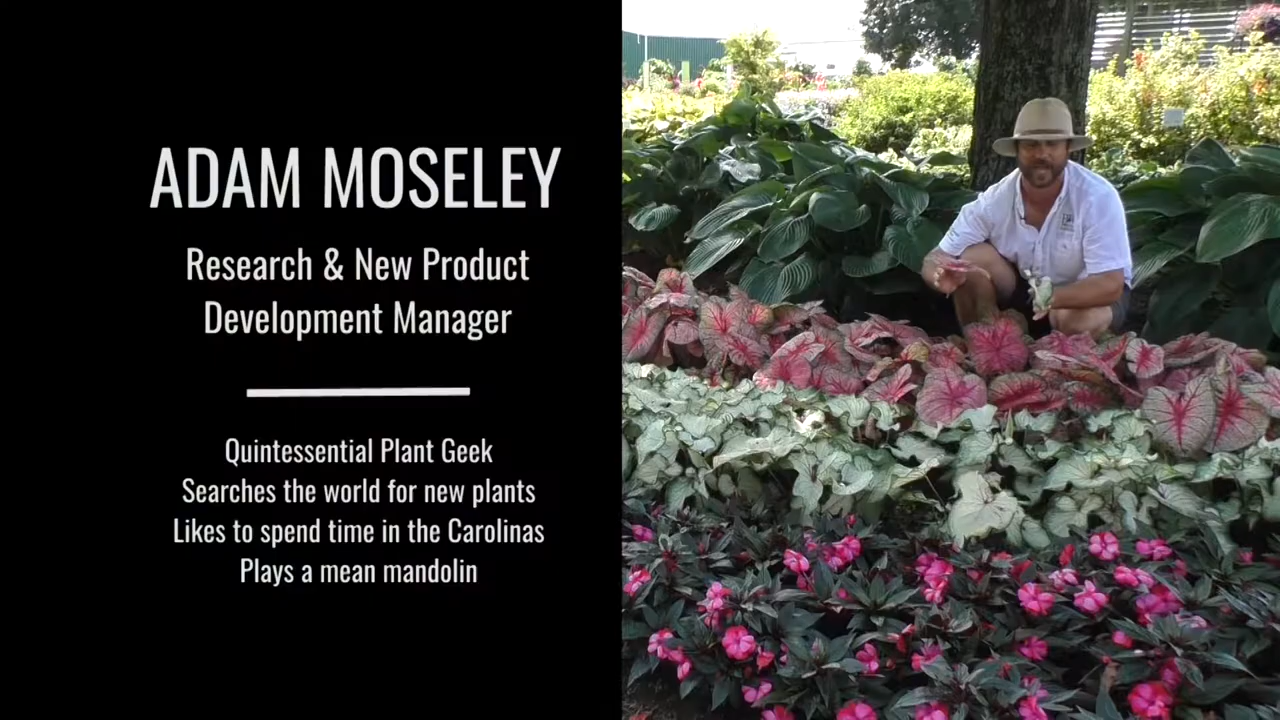 ADAM MOSELEY
Research & New Product
Development Manager
Quintessential Plant Geek
Searches the world for new plants
Likes to spend time in the Carolinas
Plays a mean mandolin